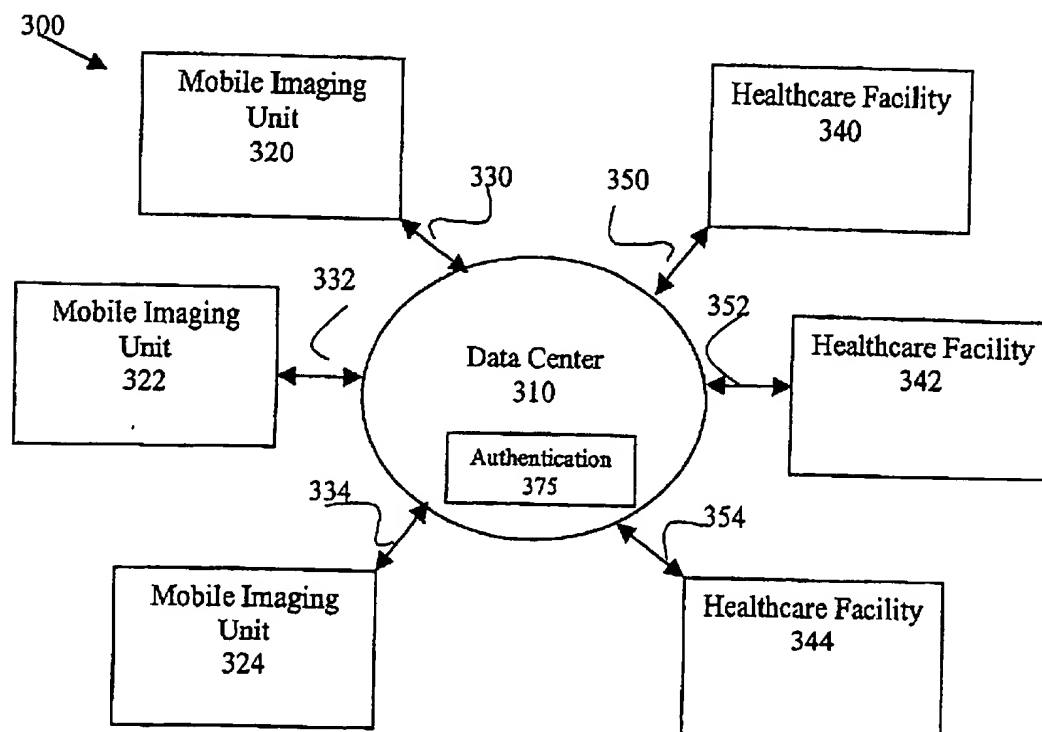 300
Mobile Imaging
Unit
320
Healthcare Facility
340
330
350
332
Mobile Imaging
Unit
322
Data Center
310
352
Healthcare Facility
342
Authentication
375
334
354
Mobile Imaging
Unit
324
Healthcare Facility
344